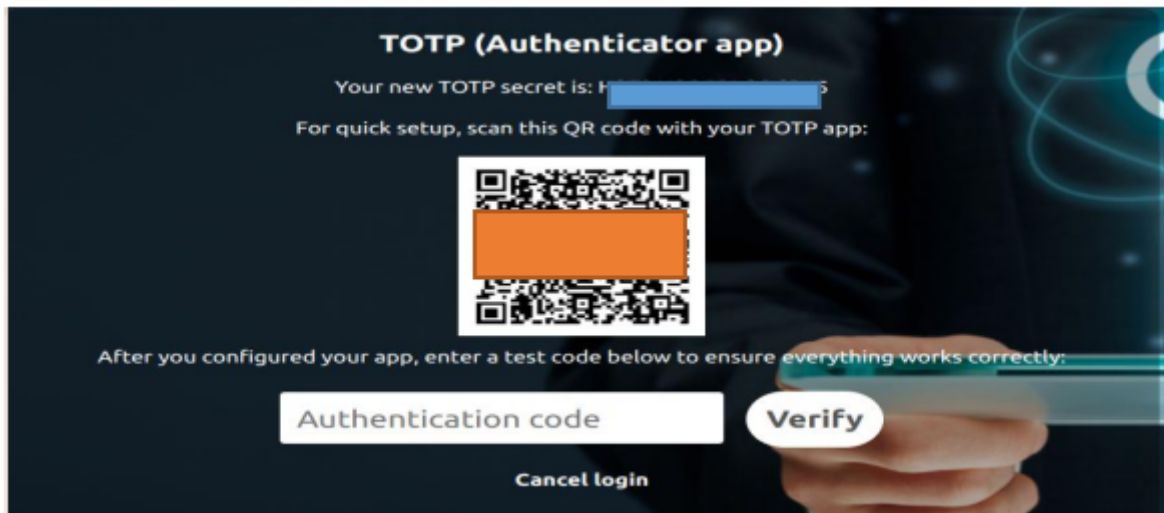 TOTP (Authenticator app)
Your new TOTP secret is:
For quick setup, scan this QR code with your TOTP app:
After you configured your app, enter a test code below to ensure everything works correctly:
Authentication code
Verify
Cancel login